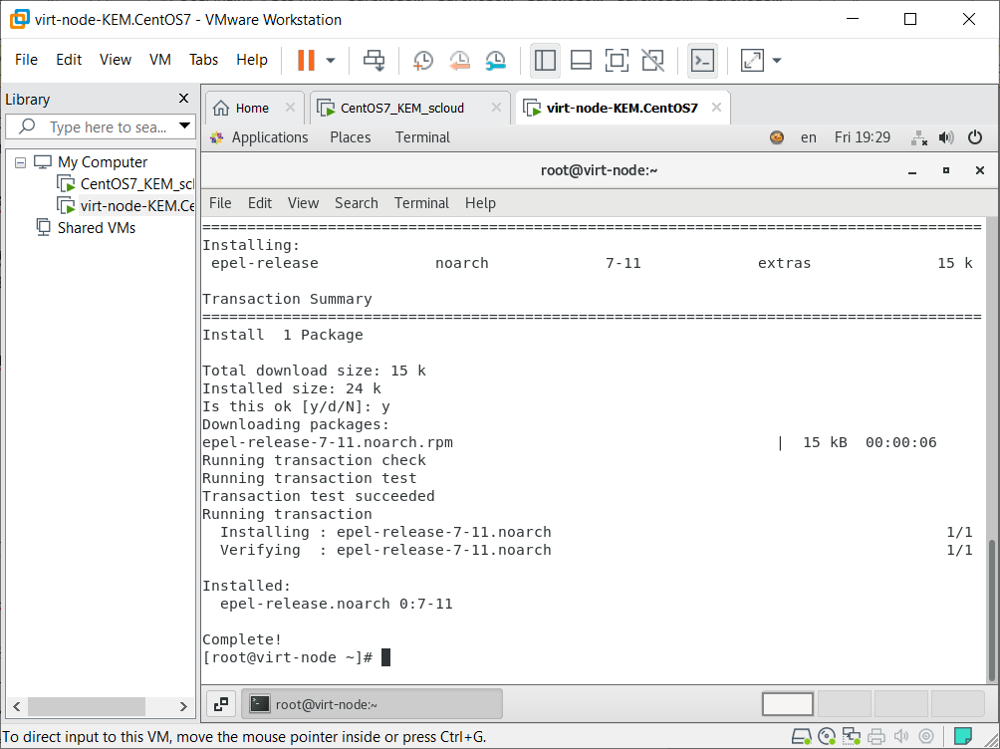 virt-node-KEM.CentOS7 - VMware Workstation
File Edit View VM Tabs Help
Library
Type here to sea...
My Computer
CentOS7_KEM_scl
virt-node-KEM.Ce
Shared VMs
Home CentOS7_KEM_scloud virt-node-KEM.CentOS7
Applications Places Terminal en Fri 19:29
root@virt-node:~
File Edit View Search Terminal Help
================================================================================
Installing:
 epel-release noarch 7-11 extras 15 k
Transaction Summary
================================================================================
Install  1 Package
Total download size: 15 k
Installed size: 24 k
Is this ok [y/d/N]: y
Downloading packages:
epel-release-7-11.noarch.rpm | 15 kB 00:00:06
Running transaction check
Running transaction test
Transaction test succeeded
Running transaction
  Installing : epel-release-7-11.noarch 1/1
  Verifying  : epel-release-7-11.noarch 1/1
Installed:
  epel-release.noarch 0:7-11
Complete!
[root@virt-node ~]#
root@virt-node:~
To direct input to this VM, move the mouse pointer inside or press Ctrl+G.